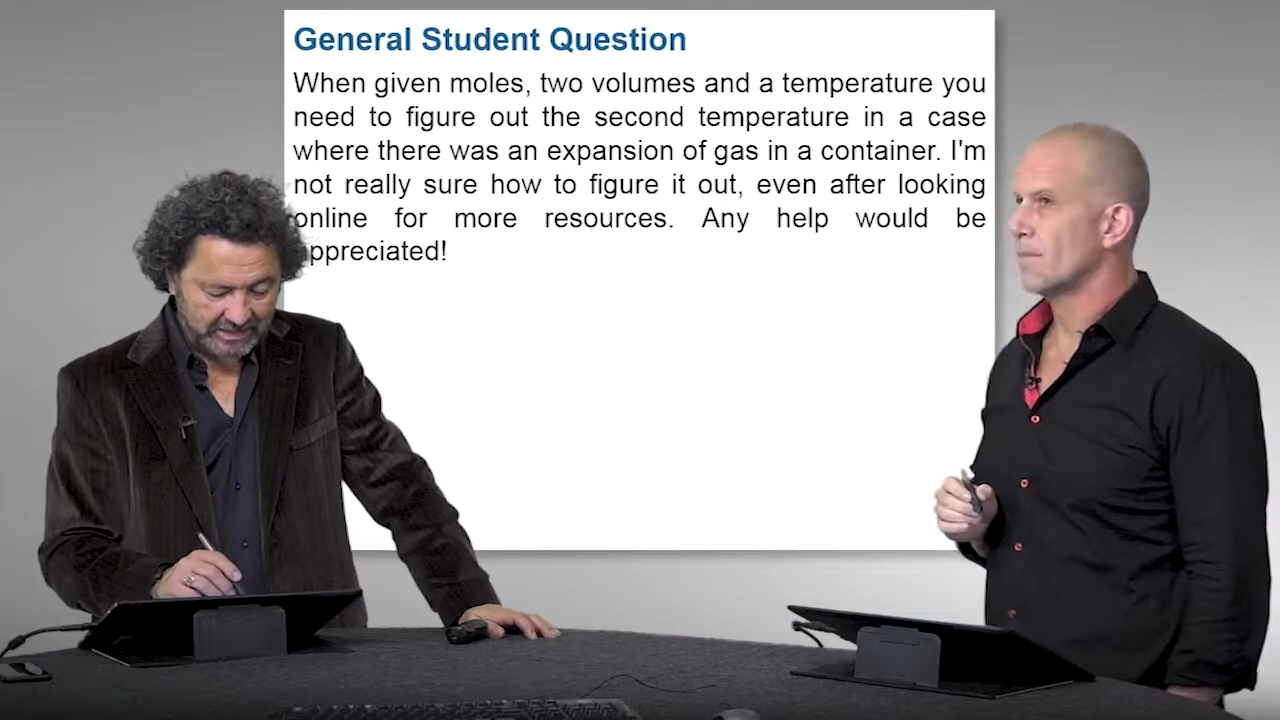 General Student Question
When given moles, two volumes and a temperature you
need to figure out the second temperature in a case
where there was an expansion of gas in a container. I'm
not really sure how to figure it out, even after looking
online for more resources. Any help would be
appreciated!